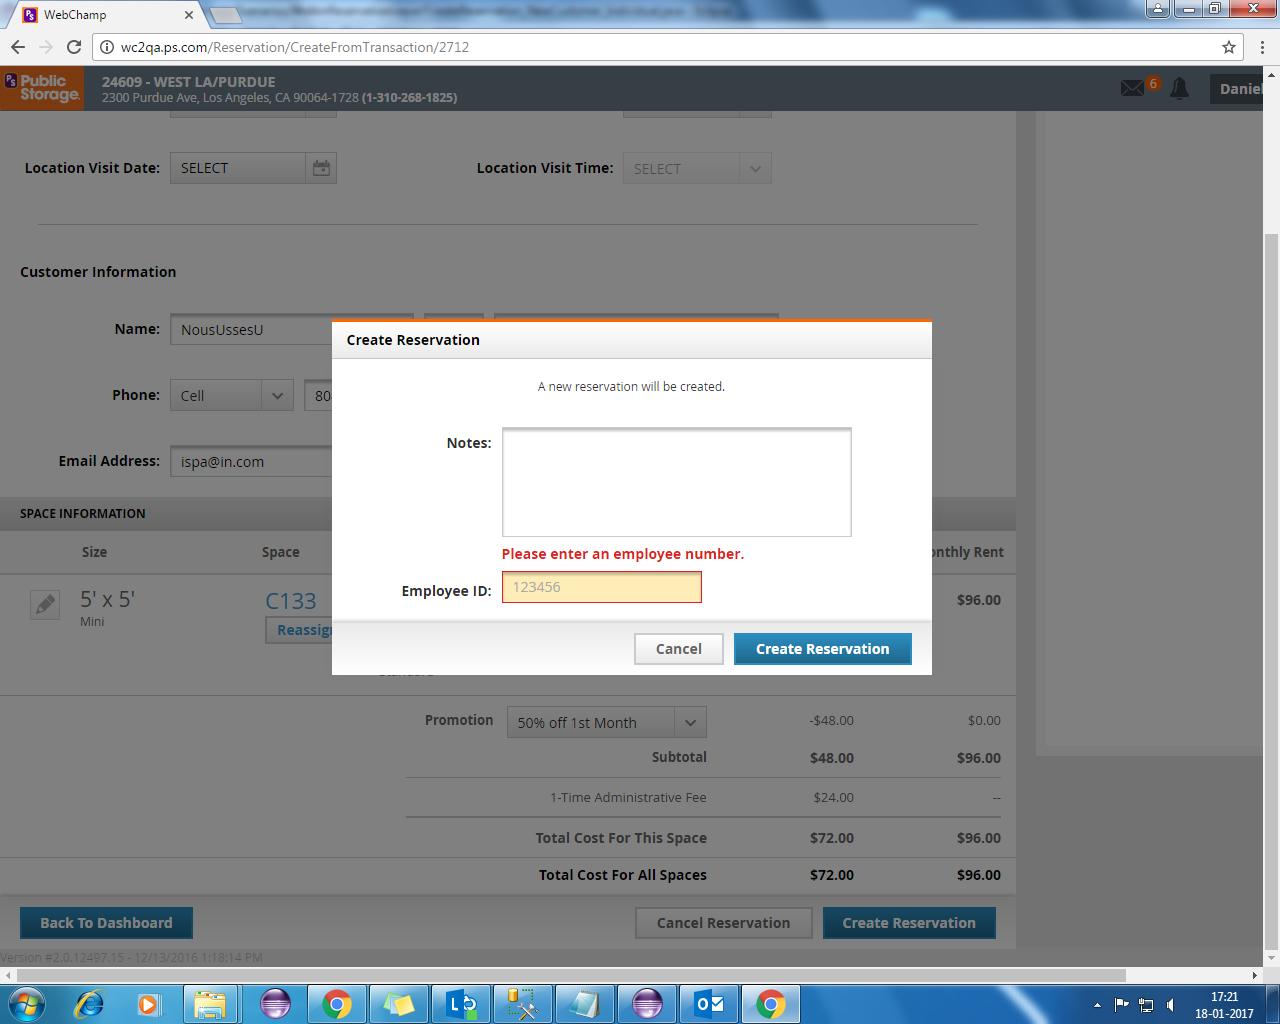 WebChamp
wc2qa.ps.com/Reservation/CreateFromTransaction/2712
Public Storage
24609 - WEST LA/PURDUE
2300 Purdue Ave, Los Angeles, CA 90064-1728 (1-310-268-1825)
6
Daniel
Location Visit Date: SELECT
Location Visit Time: SELECT
Customer Information
Name: NousUssesU
Phone: Cell 80
Email Address: ispa@in.com
SPACE INFORMATION
Size Space onthly Rent
5' x 5' C133 $96.00
Mini
Reassig
Create Reservation
A new reservation will be created.
Notes:
Please enter an employee number.
Employee ID: 123456
Cancel Create Reservation
Promotion 50% off 1st Month -$48.00 $0.00
Subtotal $48.00 $96.00
1-Time Administrative Fee $24.00 --
Total Cost For This Space $72.00 $96.00
Total Cost For All Spaces $72.00 $96.00
Back To Dashboard Cancel Reservation Create Reservation
Version #2.0.12497.15 - 12/13/2016 1:18:14 PM
17:21
18-01-2017